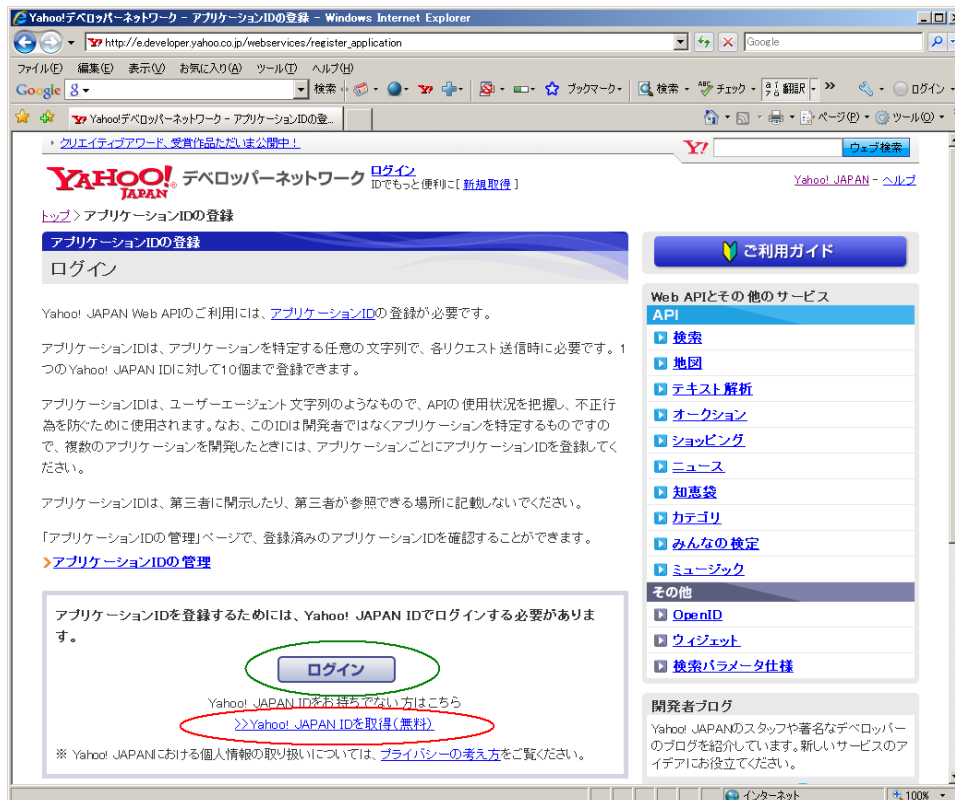 Yahoo!デベロッパーネットワーク - アプリケーションIDの登録 - Windows Internet Explorer
http://e.developer.yahoo.co.jp/webservices/register_application
Google
ファイル(F) 編集(E) 表示(V) お気に入り(A) ツール(T) ヘルプ(H)
Google 検索 ブックマーク 検索 チェック 翻訳 ログイン
Yahoo!デベロッパーネットワーク - アプリケーションIDの登...
ページ(P) ツール(O)
クリエイティブアワード、受賞作品ただいま公開中!
Y! ウェブ検索
YAHOO! JAPAN デベロッパーネットワーク
ログイン
IDでもっと便利に[ 新規取得 ]
Yahoo! JAPAN - ヘルプ
トップ > アプリケーションIDの登録
アプリケーションIDの登録
ログイン
Yahoo! JAPAN Web APIのご利用には、アプリケーションIDの登録が必要です。
アプリケーションIDは、アプリケーションを特定する任意の文字列で、各リクエスト送信時に必要です。1
つのYahoo! JAPAN IDに対して10個まで登録できます。
アプリケーションIDは、ユーザーエージェント文字列のようなもので、APIの使用状況を把握し、不正行
為を防ぐために使用されます。なお、このIDは開発者ではなくアプリケーションを特定するものですの
で、複数のアプリケーションを開発したときには、アプリケーションごとにアプリケーションIDを登録してく
ださい。
アプリケーションIDは、第三者に開示したり、第三者が参照できる場所に記載しないでください。
「アプリケーションIDの管理」ページで、登録済みのアプリケーションIDを確認することができます。
>アプリケーションIDの管理
アプリケーションIDを登録するためには、Yahoo! JAPAN IDでログインする必要がありま
す。
ログイン
Yahoo! JAPAN IDをお持ちでない方はこちら
>>Yahoo! JAPAN IDを取得(無料)
※ Yahoo! JAPANにおける個人情報の取り扱いについては、プライバシーの考え方をご覧ください。
ご利用ガイド
Web APIとその他のサービス
API
検索
地図
テキスト解析
オークション
ショッピング
ニュース
知恵袋
カテゴリ
みんなの検定
ミュージック
その他
OpenID
ウィジェット
検索パラメータ仕様
開発者ブログ
Yahoo! JAPANのスタッフや著名なデベロッパー
のブログを紹介しています。新しいサービスのア
イデアにお役立てください。
インターネット 100%